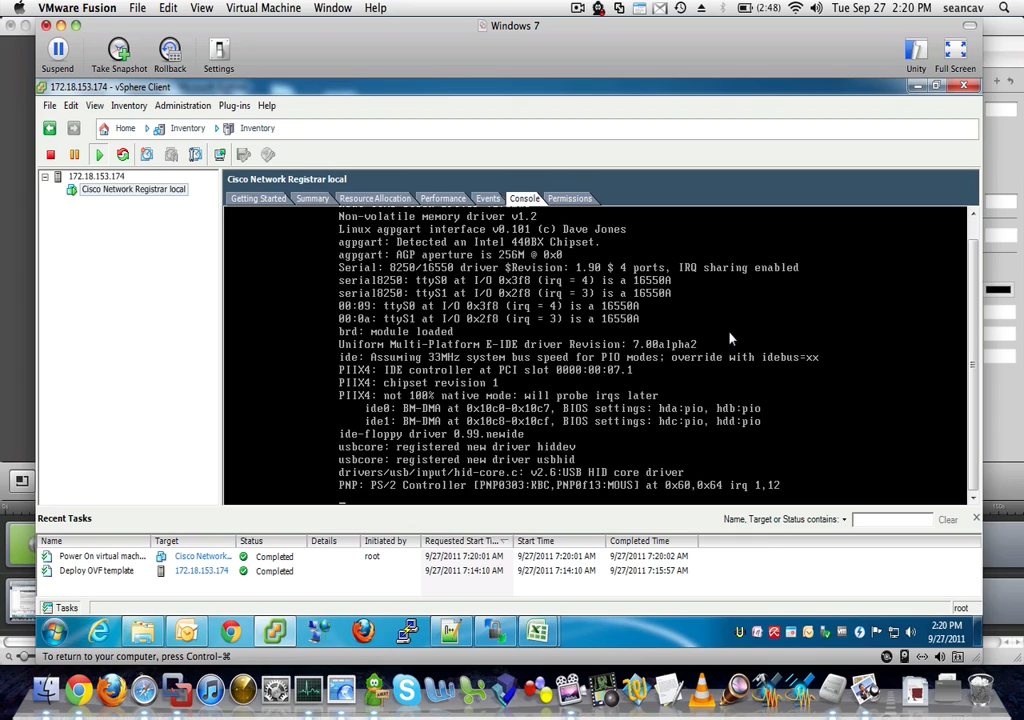 VMware Fusion File Edit View Virtual Machine Window Help (2:48) Tue Sep 27 2:20 PM seancav
Windows 7
Suspend Take Snapshot Rollback Settings Unity Full Screen
172.18.153.174 - vSphere Client
File Edit View Inventory Administration Plug-ins Help
Home Inventory Inventory
172.18.153.174
Cisco Network Registrar local
Cisco Network Registrar local
Getting Started Summary Resource Allocation Performance Events Console Permissions
Non-volatile memory driver v1.2
Linux agpgart interface v0.101 (c) Dave Jones
agpgart: Detected an Intel 440BX Chipset.
agpgart: AGP aperture is 256M @ 0x0
Serial: 8250/16550 driver $Revision: 1.90 $ 4 ports, IRQ sharing enabled
serial8250: ttyS0 at I/O 0x3f8 (irq = 4) is a 16550A
serial8250: ttyS1 at I/O 0x2f8 (irq = 3) is a 16550A
00:09: ttyS0 at I/O 0x3f8 (irq = 4) is a 16550A
00:0a: ttyS1 at I/O 0x2f8 (irq = 3) is a 16550A
brd: module loaded
Uniform Multi-Platform E-IDE driver Revision: 7.00alpha2
ide: Assuming 33MHz system bus speed for PIO modes; override with idebus=xx
PIIX4: IDE controller at PCI slot 0000:00:07.1
PIIX4: chipset revision 1
PIIX4: not 100% native mode: will probe irqs later
ide0: BM-DMA at 0x10c0-0x10c7, BIOS settings: hda:pio, hdb:pio
ide1: BM-DMA at 0x10c8-0x10cf, BIOS settings: hdc:pio, hdd:pio
ide-floppy driver 0.99.newide
usbcore: registered new driver hiddev
usbcore: registered new driver usbhid
drivers/usb/input/hid-core.c: v2.6:USB HID core driver
PNP: PS/2 Controller [PNP0303:KBC,PNP0f13:MOUS] at 0x60,0x64 irq 1,12
Recent Tasks Name, Target or Status contains: Clear
Name Target Status Details Initiated by Requested Start Ti... Start Time Completed Time
Power On virtual mach... Cisco Network... Completed root 9/27/2011 7:20:01 AM 9/27/2011 7:20:01 AM 9/27/2011 7:20:02 AM
Deploy OVF template 172.18.153.174 Completed 9/27/2011 7:14:10 AM 9/27/2011 7:14:10 AM 9/27/2011 7:15:57 AM
Tasks root
2:20 PM
9/27/2011
To return to your computer, press Control-⌘